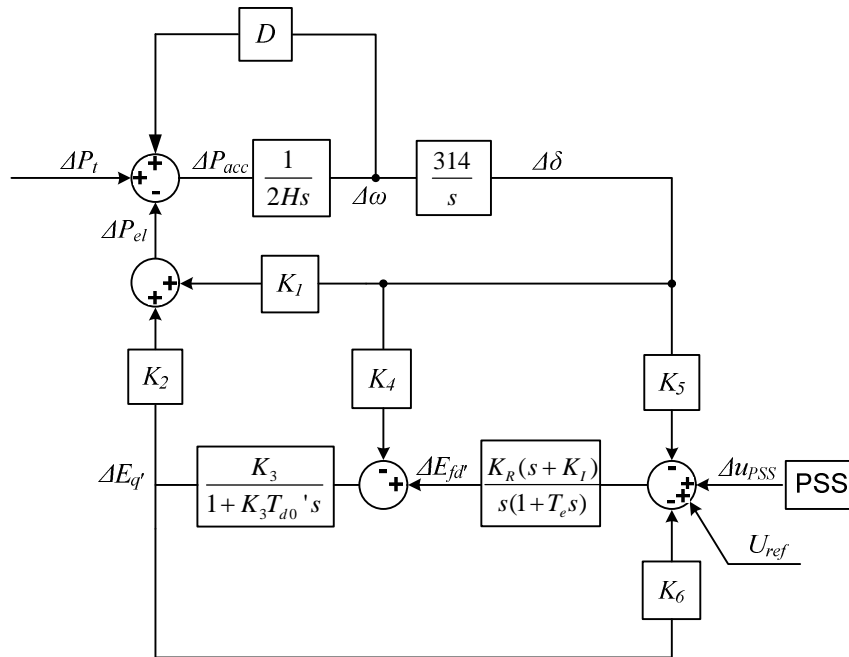 D
ΔP_t
+
+
-
ΔP_acc
1
2Hs
Δω
314
s
Δδ
ΔP_el
+
+
K_1
K_2
K_4
K_5
ΔE_q'
K_3
1 + K_3T_d0's
-
+
ΔE_fd'
K_R(s + K_I)
s(1 + T_es)
-
+
+
-
Δu_PSS
PSS
U_ref
K_6